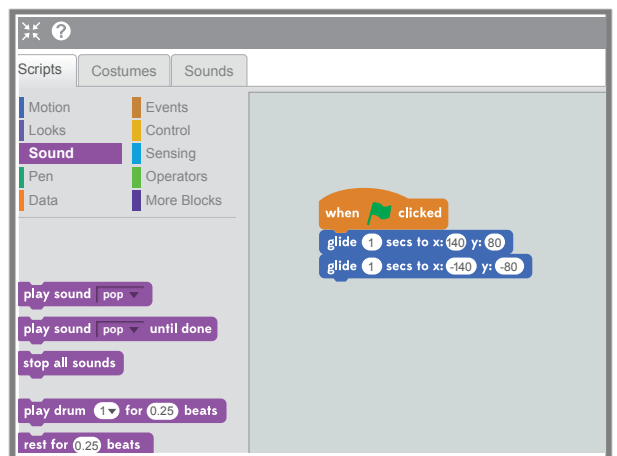 ?
Scripts Costumes Sounds
Motion Events
Looks Control
Sound Sensing
Pen Operators
Data More Blocks
when clicked
glide 1 secs to x: 140 y: 80
glide 1 secs to x: -140 y: -80
play sound pop
play sound pop until done
stop all sounds
play drum 1 for 0.25 beats
rest for 0.25 beats